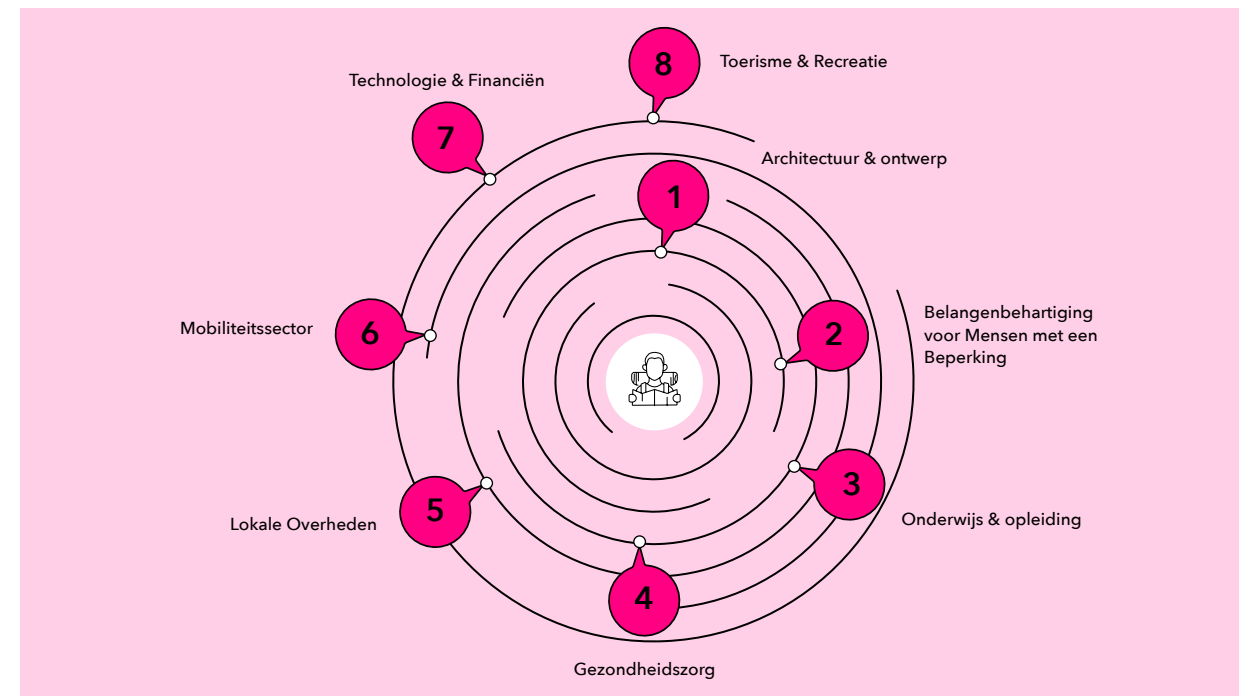 8
Toerisme & Recreatie
Technologie & Financiën
7
Architectuur & ontwerp
1
Belangenbehartiging
voor Mensen met een
Beperking
2
Mobiliteitssector
6
3
Onderwijs & opleiding
5
Lokale Overheden
4
Gezondheidszorg